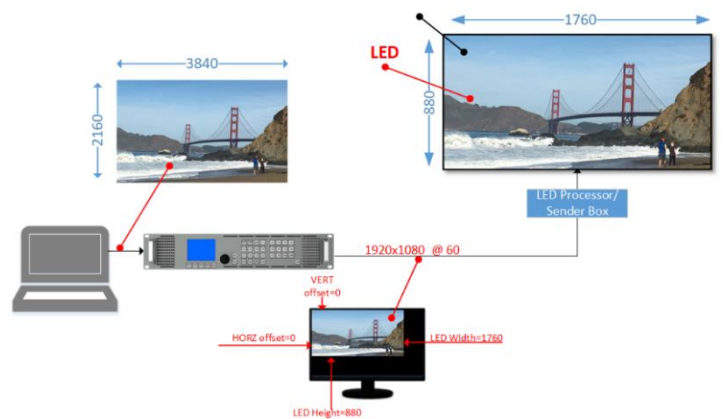 1760
3840
LED
880
2160
LED Processor/
Sender Box
1920x1080 @ 60
VERT
offset=0
HORZ offset=0
LED Width=1760
LED Height=880